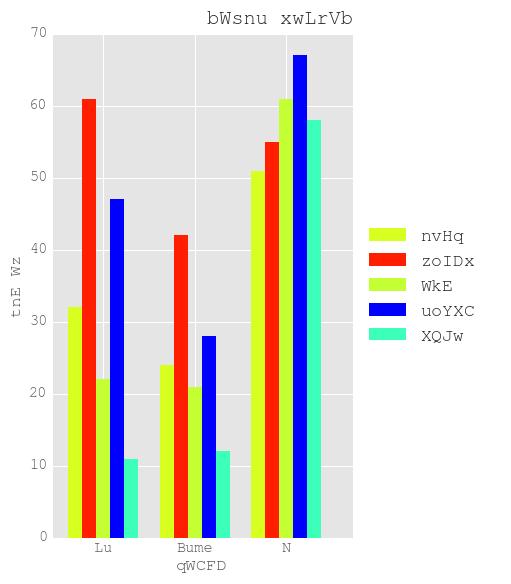 bWsnu xwLrVb
70
60
50
40
30
20
10
0
tnE Wz
Lu Bume N
qWCFD
nvHq
zoIDx
WkE
uoYXC
XQJw